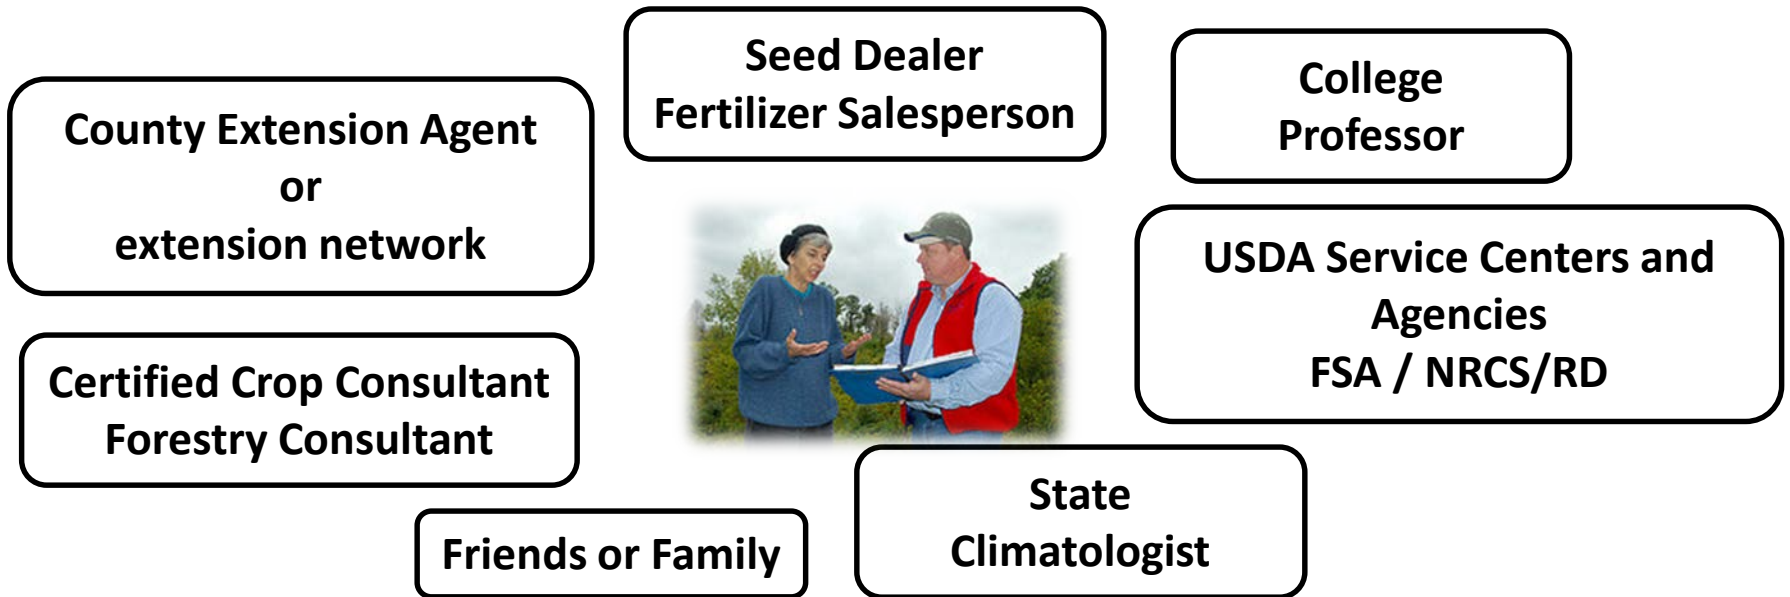 Seed Dealer
Fertilizer Salesperson
College
Professor
County Extension Agent
or
extension network
USDA Service Centers and
Agencies
FSA / NRCS/RD
Certified Crop Consultant
Forestry Consultant
State
Climatologist
Friends or Family